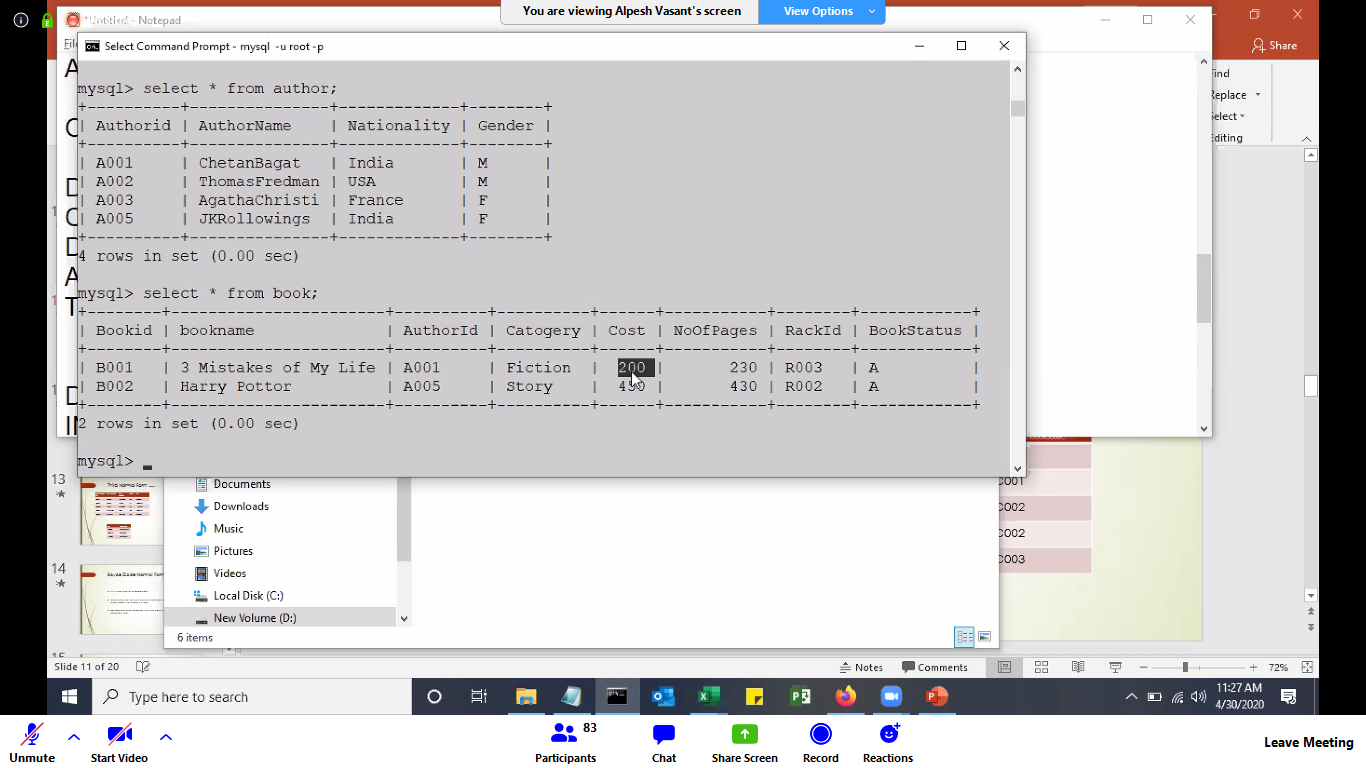 You are viewing Alpesh Vasant's screen
View Options
*Untitled - Notepad
Share
Select Command Prompt - mysql -u root -p
Replace
Select
Editing
mysql> select * from author;
+----------+---------------+-------------+--------+
| Authorid | AuthorName | Nationality | Gender |
+----------+---------------+-------------+--------+
| A001 | ChetanBagat | India | M |
| A002 | ThomasFredman | USA | M |
| A003 | AgathaChristi | France | F |
| A005 | JKRollowings | India | F |
+----------+---------------+-------------+--------+
4 rows in set (0.00 sec)
mysql> select * from book;
+--------+-----------------------+----------+----------+------+-----------+--------+------------+
| Bookid | bookname | AuthorId | Catogery | Cost | NoOfPages | RackId | BookStatus |
+--------+-----------------------+----------+----------+------+-----------+--------+------------+
| B001 | 3 Mistakes of My Life | A001 | Fiction | 200 | 230 | R003 | A |
| B002 | Harry Pottor | A005 | Story | 450 | 430 | R002 | A |
+--------+-----------------------+----------+----------+------+-----------+--------+------------+
2 rows in set (0.00 sec)
mysql>
13
14
Documents
Downloads
Music
Pictures
Videos
Local Disk (C:)
New Volume (D:)
6 items
C001
C002
C002
C003
Slide 11 of 20
Notes
Comments
72%
Type here to search
11:27 AM
4/30/2020
Unmute
Start Video
Participants
83
Chat
Share Screen
Record
Reactions
Leave Meeting